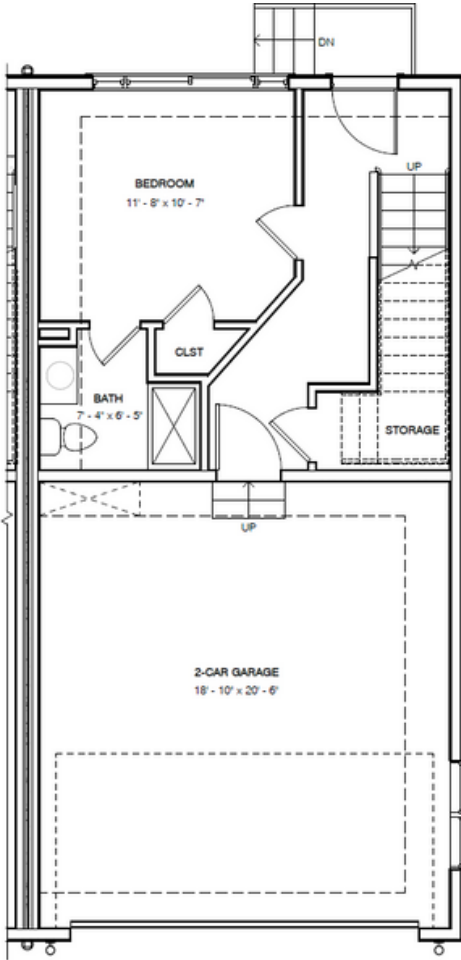 DN
UP
BEDROOM
11' - 8" x 10' - 7"
CLST
BATH
7' - 4" x 6' - 5"
STORAGE
UP
2-CAR GARAGE
18' - 10" x 20' - 6"